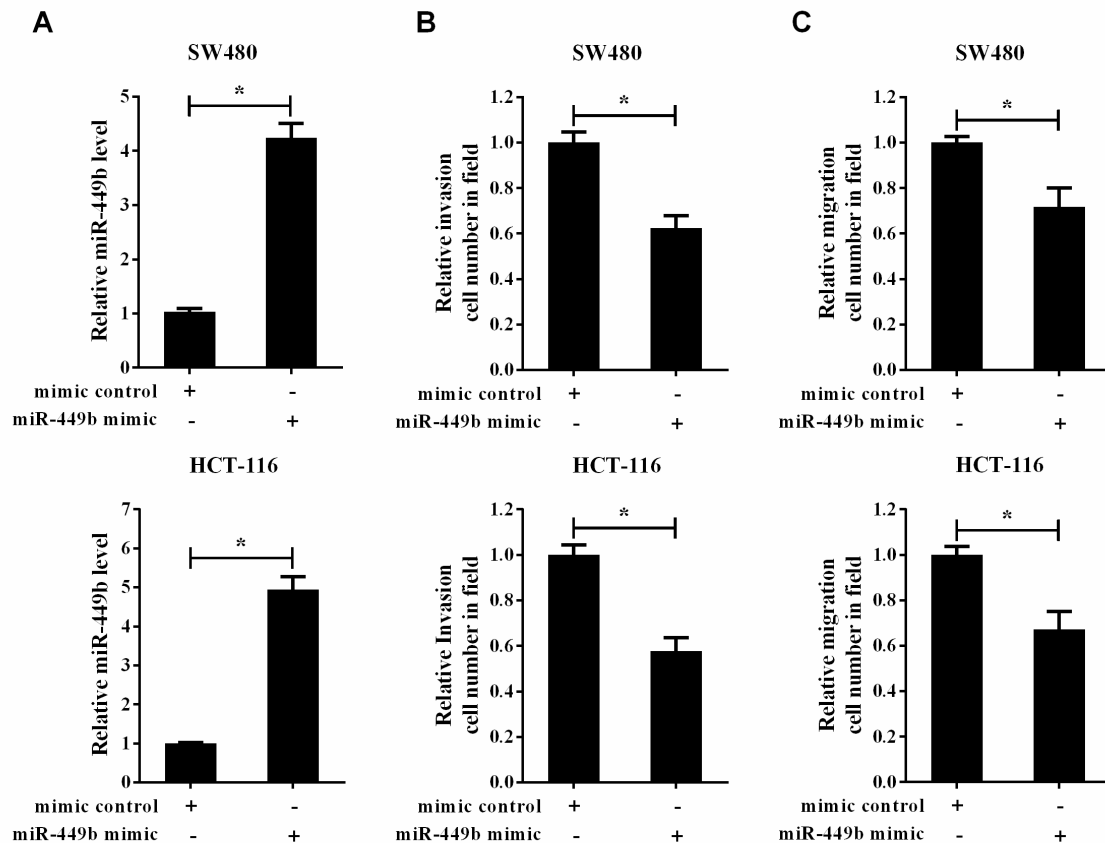 A
SW480
Relative miR-449b level
5
4
3
2
1
0
*
mimic control + -
miR-449b mimic - +
B
SW480
Relative invasion
cell number in field
1.2
1.0
0.8
0.6
0.4
0.2
0.0
*
mimic control + -
miR-449b mimic - +
C
SW480
Relative migration
cell number in field
1.2
1.0
0.8
0.6
0.4
0.2
0.0
*
mimic control + -
miR-449b mimic - +
HCT-116
Relative miR-449b level
7
6
5
4
3
2
1
0
*
mimic control + -
miR-449b mimic - +
HCT-116
Relative Invasion
cell number in field
1.2
1.0
0.8
0.6
0.4
0.2
0.0
*
mimic control + -
miR-449b mimic - +
HCT-116
Relative migration
cell number in field
1.2
1.0
0.8
0.6
0.4
0.2
0.0
*
mimic control + -
miR-449b mimic - +